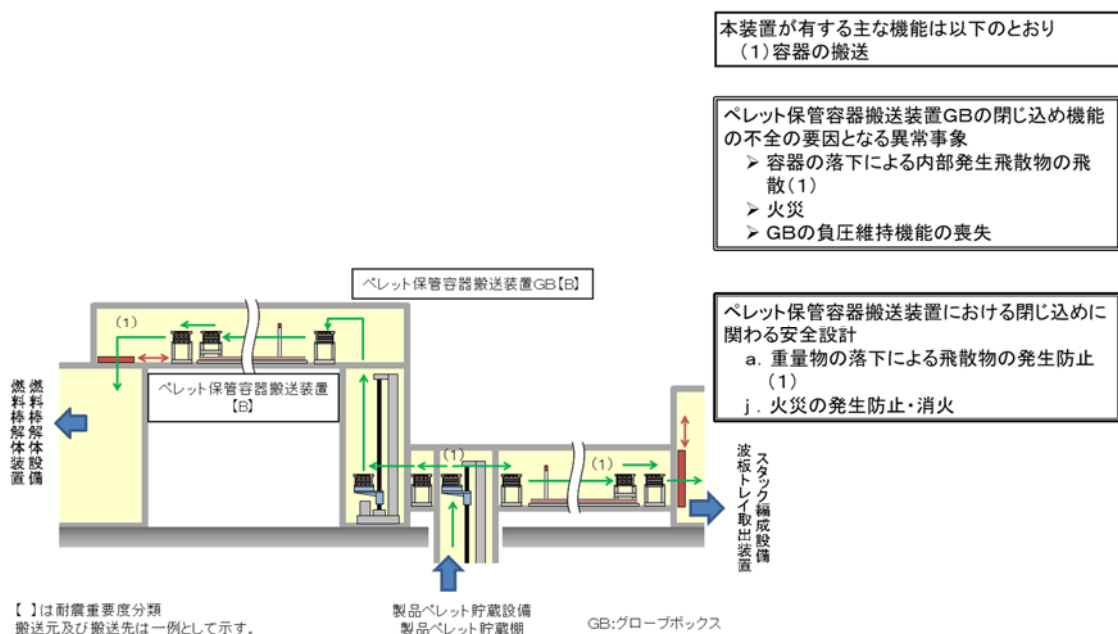 本装置が有する主な機能は以下のとおり
(1)容器の搬送
ペレット保管容器搬送装置GBの閉じ込め機能
の不全の要因となる異常事象
➢ 容器の落下による内部発生飛散物の飛
散(1)
➢ 火災
➢ GBの負圧維持機能の喪失
ペレット保管容器搬送装置GB【B】
ペレット保管容器搬送装置における閉じ込めに
関わる安全設計
a. 重量物の落下による飛散物の発生防止
(1)
j. 火災の発生防止・消火
(1)
ペレット保管容器搬送装置
【B】
燃料棒解体設備
燃料棒解体装置
(1)
(1)
スタック編成設備
波板トレイ取出装置
【 】は耐震重要度分類
搬送元及び搬送先は一例として示す。
製品ペレット貯蔵設備
製品ペレット貯蔵棚
GB:グローブボックス